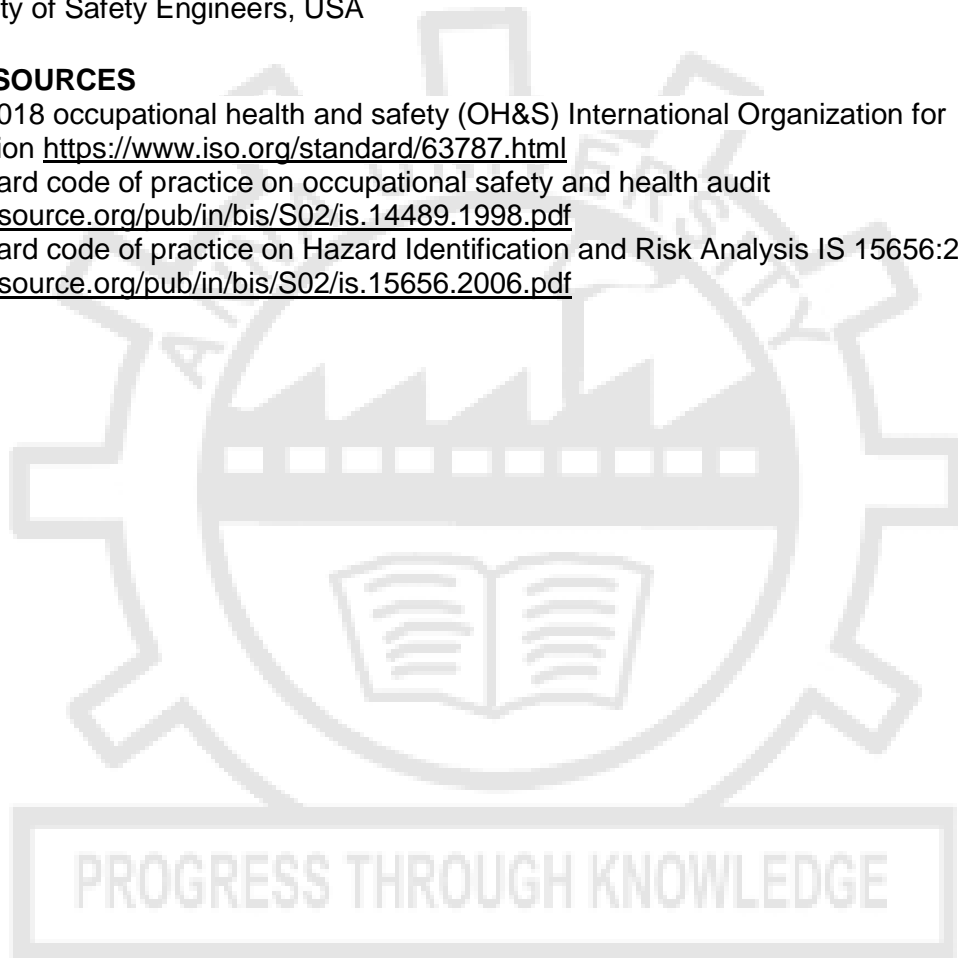 ty of Safety Engineers, USA
SOURCES
018 occupational health and safety (OH&S) International Organization for
ion https://www.iso.org/standard/63787.html
ard code of practice on occupational safety and health audit
source.org/pub/in/bis/S02/is.14489.1998.pdf
ard code of practice on Hazard Identification and Risk Analysis IS 15656:2
source.org/pub/in/bis/S02/is.15656.2006.pdf
ANNA UNIVERSITY
PROGRESS THROUGH KNOWLEDGE